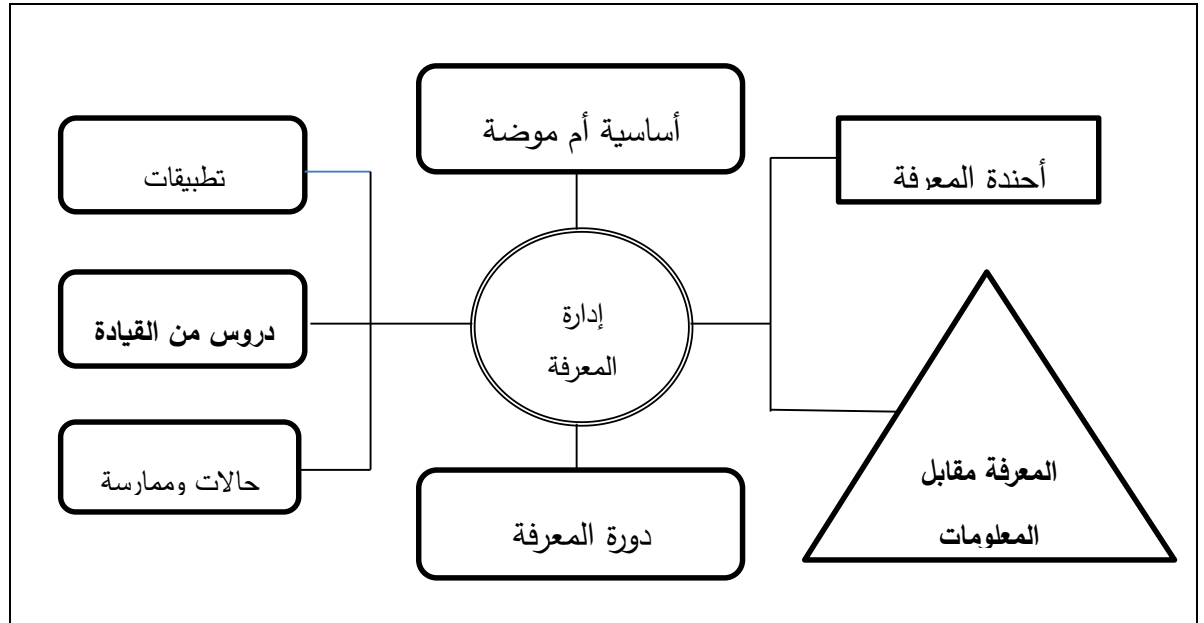 أساسية أم موضة
أجندة المعرفة
تطبيقات
إدارة
المعرفة
دروس من القيادة
المعرفة مقابل
المعلومات
حالات وممارسة
دورة المعرفة